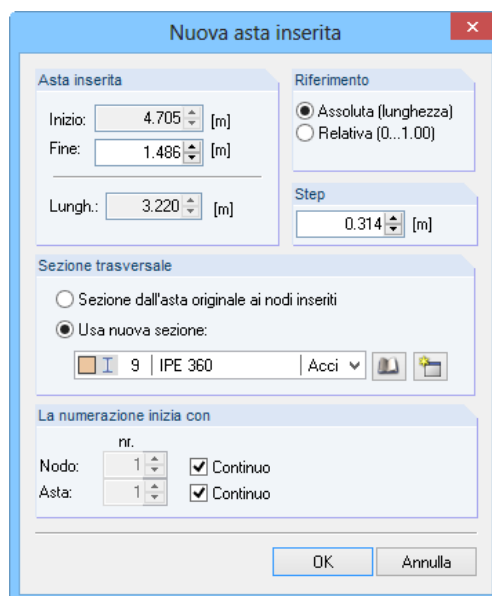 Nuova asta inserita
Asta inserita
Inizio: 4.705 [m]
Fine: 1.486 [m]
Lungh.: 3.220 [m]
Riferimento
Assoluta (lunghezza)
Relativa (0...1.00)
Step
0.314 [m]
Sezione trasversale
Sezione dall'asta originale ai nodi inseriti
Usa nuova sezione:
9 IPE 360 Acci
La numerazione inizia con
nr.
Nodo: 1 Continuo
Asta: 1 Continuo
OK Annulla